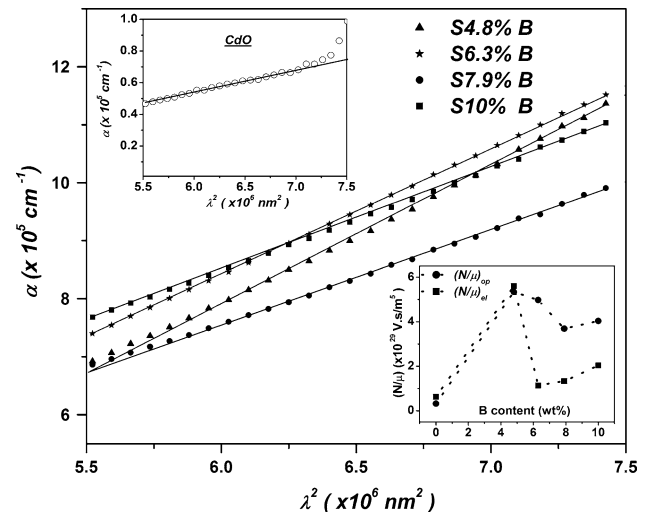 CdO
1.0
0.8
0.6
0.4
0.2
α (x 10⁵ cm⁻¹)
5.5 6.0 6.5 7.0 7.5
λ² ( x10⁶ nm²)
S4.8% B
S6.3% B
S7.9% B
S10% B
12
10
8
6
α (x 10⁵ cm⁻¹)
(N/μ)op
(N/μ)el
6
4
2
0
(N/μ) (x10²⁹ V.s/m⁵)
B content (wt%)
0 2 4 6 8 10
5.5 6.0 6.5 7.0 7.5
λ² ( x10⁶ nm²)